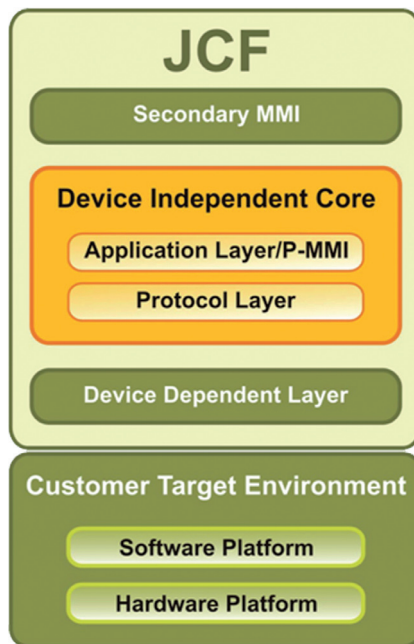 JCF
Secondary MMI
Device Independent Core
Application Layer/P-MMI
Protocol Layer
Device Dependent Layer
Customer Target Environment
Software Platform
Hardware Platform